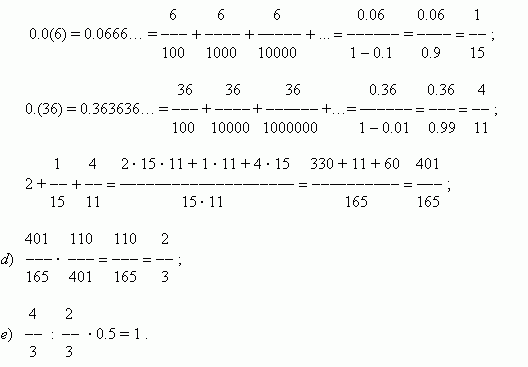 0.0(6) = 0.0666… = 6/100 + 6/1000 + 6/10000 + ... = 0.06/(1 – 0.1) = 0.06/0.9 = 1/15 ;
0.(36) = 0.363636… = 36/100 + 36/10000 + 36/1000000 +... = 0.36/(1 – 0.01) = 0.36/0.99 = 4/11 ;
2 + 1/15 + 4/11 = (2 · 15 · 11 + 1 · 11 + 4 · 15)/(15 · 11) = (330 + 11 + 60)/165 = 401/165 ;
d) 401/165 · 110/401 = 110/165 = 2/3 ;
e) 4/3 : 2/3 · 0.5 = 1 .